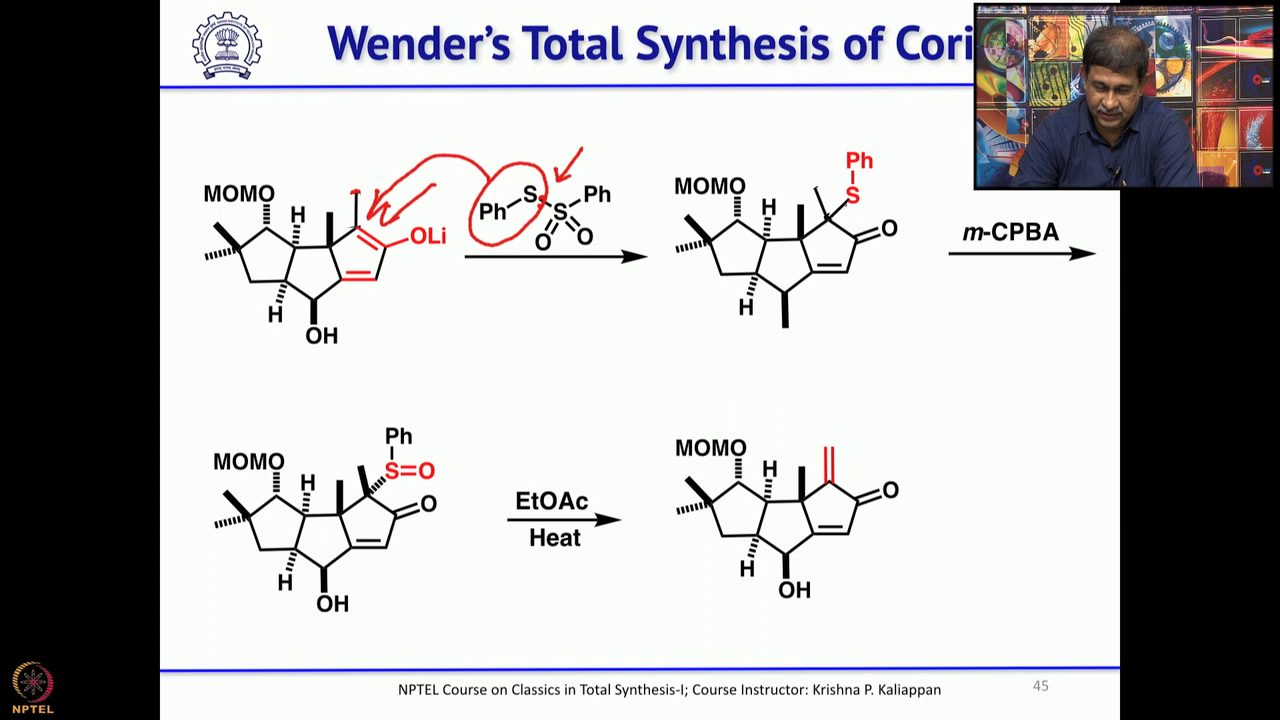 Wender's Total Synthesis of Cori
MOMO
H
H
OH
OLi
Ph
S
S
Ph
O
O
MOMO
H
H
Ph
S
O
m-CPBA
MOMO
H
H
OH
Ph
S=O
O
EtOAc
Heat
MOMO
H
H
OH
O
NPTEL Course on Classics in Total Synthesis-I; Course Instructor: Krishna P. Kaliappan
45
NPTEL